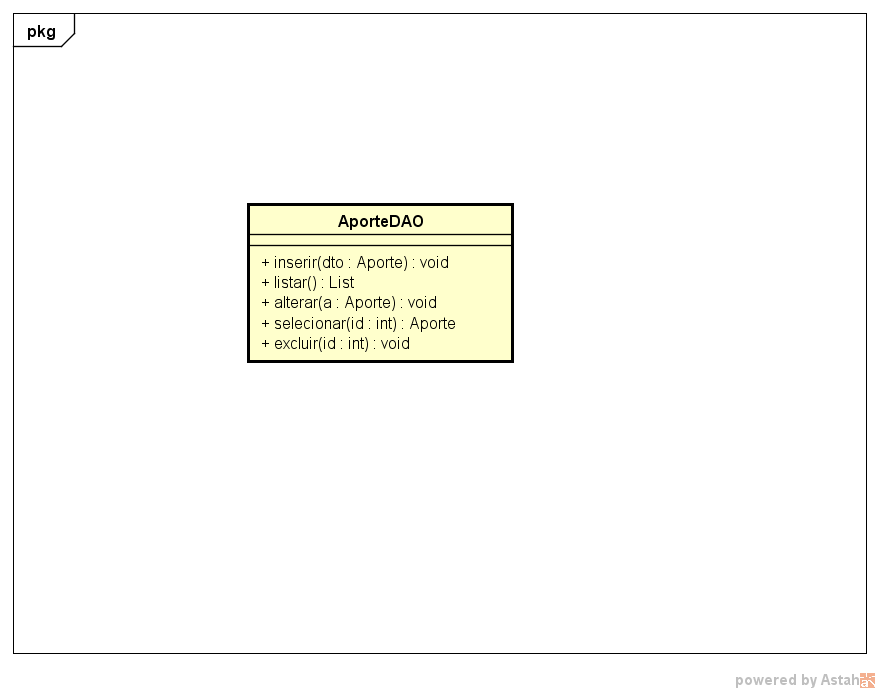 pkg
AporteDAO
+ inserir(dto : Aporte) : void
+ listar() : List
+ alterar(a : Aporte) : void
+ selecionar(id : int) : Aporte
+ excluir(id : int) : void
powered by Astah